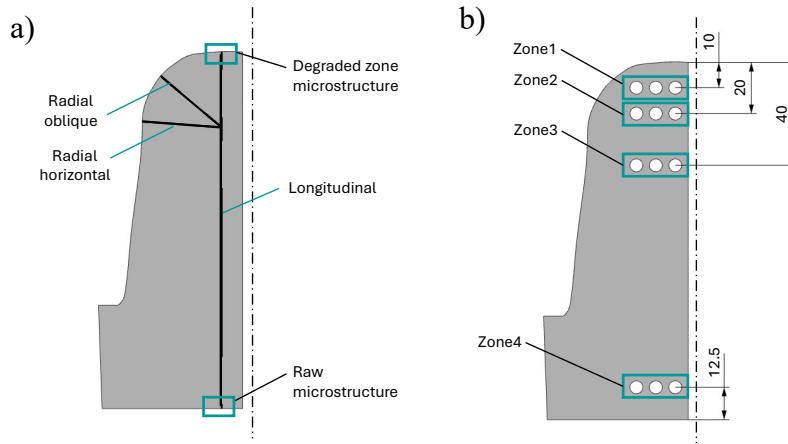 a)
Degraded zone
microstructure
Radial
oblique
Radial
horizontal
Longitudinal
Raw
microstructure
b)
Zone1
Zone2
Zone3
Zone4
10
20
40
12.5